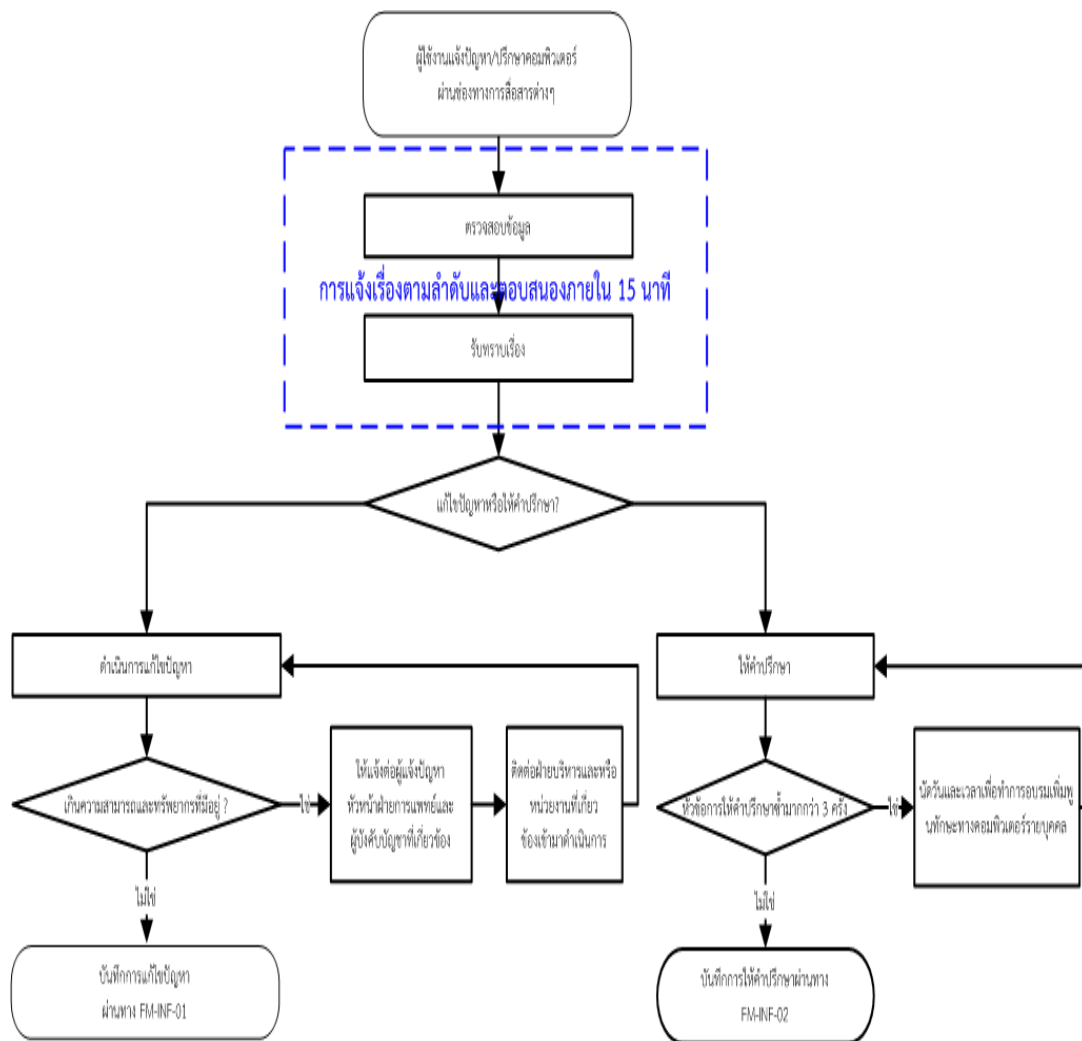 ผู้ใช้งานแจ้งปัญหา/ปรึกษาคอมพิวเตอร์
ผ่านช่องทางการสื่อสารต่างๆ
ตรวจสอบข้อมูล
การแจ้งเรื่องตามลำดับและตอบสนองภายใน 15 นาที
รับทราบเรื่อง
แก้ไขปัญหาหรือให้คำปรึกษา?
ดำเนินการแก้ไขปัญหา
ให้คำปรึกษา
เกินความสามารถและทรัพยากรที่มีอยู่ ?
ใช่
ให้แจ้งต่อผู้แจ้งปัญหา
หัวหน้าฝ่ายการแพทย์และ
ผู้บังคับบัญชาที่เกี่ยวข้อง
ติดต่อฝ่ายบริหารและหรือ
หน่วยงานที่เกี่ยว
ข้องเข้ามาดำเนินการ
หัวข้อการให้คำปรึกษาซ้ำมากกว่า 3 ครั้ง
ใช่
นัดวันและเวลาเพื่อทำการอบรมเพิ่มพู
นทักษะทางคอมพิวเตอร์รายบุคคล
ไม่ใช่
ไม่ใช่
บันทึกการแก้ไขปัญหา
ผ่านทาง FM-INF-01
บันทึกการให้คำปรึกษาผ่านทาง
FM-INF-02